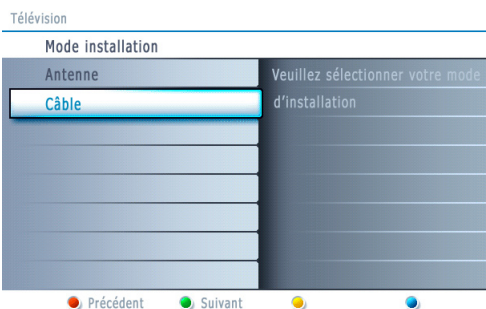 Télévision
Mode installation
Antenne
Veuillez sélectionner votre mode
Câble
d'installation
Précédent
Suivant